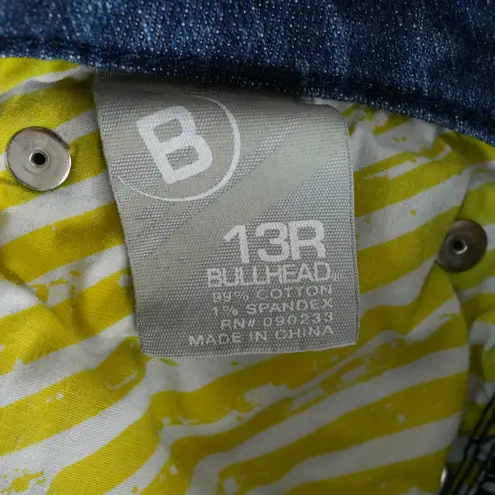 B
13R
BULLHEAD
99% COTTON
1% SPANDEX
RN# 090233
MADE IN CHINA